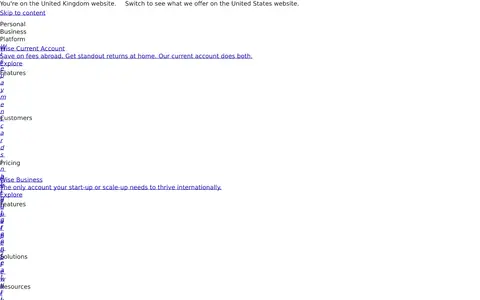 You're on the United Kingdom website. Switch to see what we offer on the United States website.
Skip to content
Personal
Business
Platform
Wise Current Account
Save on fees abroad. Get standout returns at home. Our current account does both.
Explore
Features
Customers
Pricing
Wise Business
The only account your start-up or scale-up needs to thrive internationally.
Explore
Features
Solutions
Resources